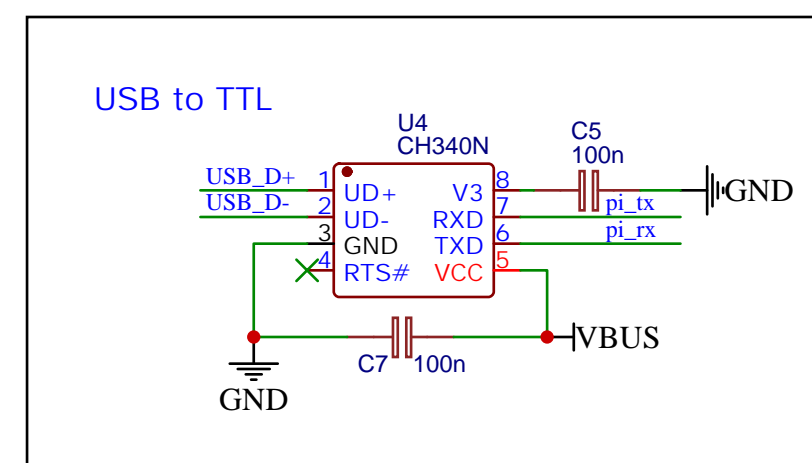 USB to TTL
U4
CH340N
C5
100n
USB_D+ 1 UD+ V3 8 GND
USB_D- 2 UD- RXD 7 pi_tx
3 GND TXD 6 pi_rx
4 RTS# VCC 5
VBUS
C7 100n
GND